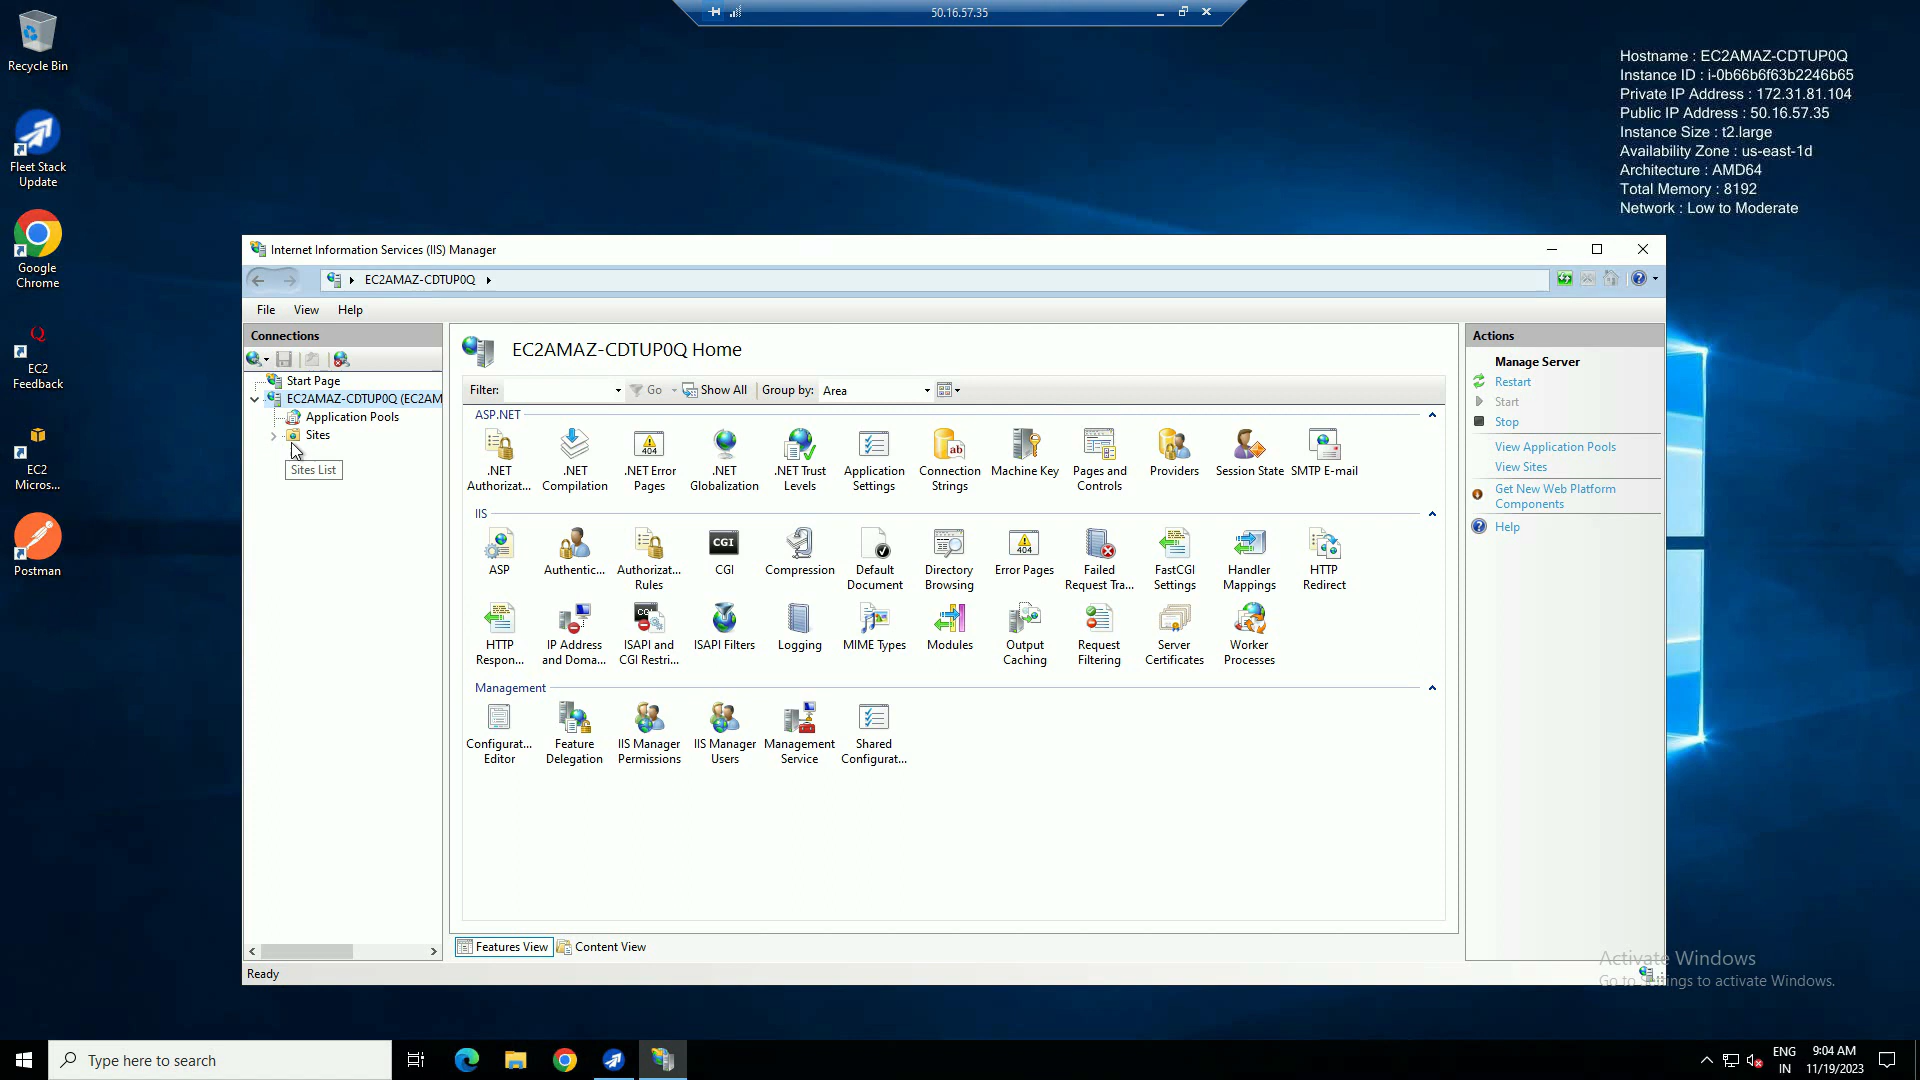 50.16.57.35
Recycle Bin
Fleet Stack
Update
Google
Chrome
EC2
Feedback
EC2
Micros...
Postman
Hostname : EC2AMAZ-CDTUP0Q
Instance ID : i-0b66b6f63b2246b65
Private IP Address : 172.31.81.104
Public IP Address : 50.16.57.35
Instance Size : t2.large
Availability Zone : us-east-1d
Architecture : AMD64
Total Memory : 8192
Network : Low to Moderate
Internet Information Services (IIS) Manager
EC2AMAZ-CDTUP0Q
File View Help
Connections
Start Page
EC2AMAZ-CDTUP0Q (EC2AM
Application Pools
Sites
Sites List
EC2AMAZ-CDTUP0Q Home
Filter: Go Show All Group by: Area
ASP.NET
.NET Authorizat...
.NET Compilation
.NET Error Pages
.NET Globalization
.NET Trust Levels
Application Settings
Connection Strings
Machine Key
Pages and Controls
Providers
Session State
SMTP E-mail
IIS
ASP
Authentic...
Authorizat... Rules
CGI
Compression
Default Document
Directory Browsing
Error Pages
Failed Request Tra...
FastCGI Settings
Handler Mappings
HTTP Redirect
HTTP Respon...
IP Address and Doma...
ISAPI and CGI Restri...
ISAPI Filters
Logging
MIME Types
Modules
Output Caching
Request Filtering
Server Certificates
Worker Processes
Management
Configurat... Editor
Feature Delegation
IIS Manager Permissions
IIS Manager Users
Management Service
Shared Configurat...
Features View Content View
Ready
Actions
Manage Server
Restart
Start
Stop
View Application Pools
View Sites
Get New Web Platform
Components
Help
Activate Windows
Go to Settings to activate Windows.
Type here to search
ENG
IN
9:04 AM
11/19/2023